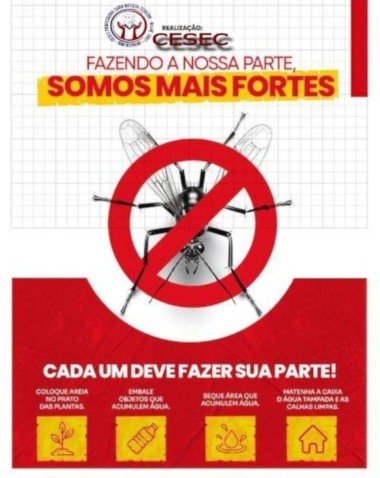 REALIZAÇÃO:
CESEC
FAZENDO A NOSSA PARTE,
SOMOS MAIS FORTES
CADA UM DEVE FAZER SUA PARTE!
COLOQUE AREIA
NO PRATO
DAS PLANTAS.
EMBALE
OBJETOS QUE
ACUMULEM ÁGUA.
SEQUE ÁREA QUE
ACUMULEM ÁGUA.
MATENHA A CAIXA
D ÁGUA TAMPADA E AS
CALHAS LIMPAS.